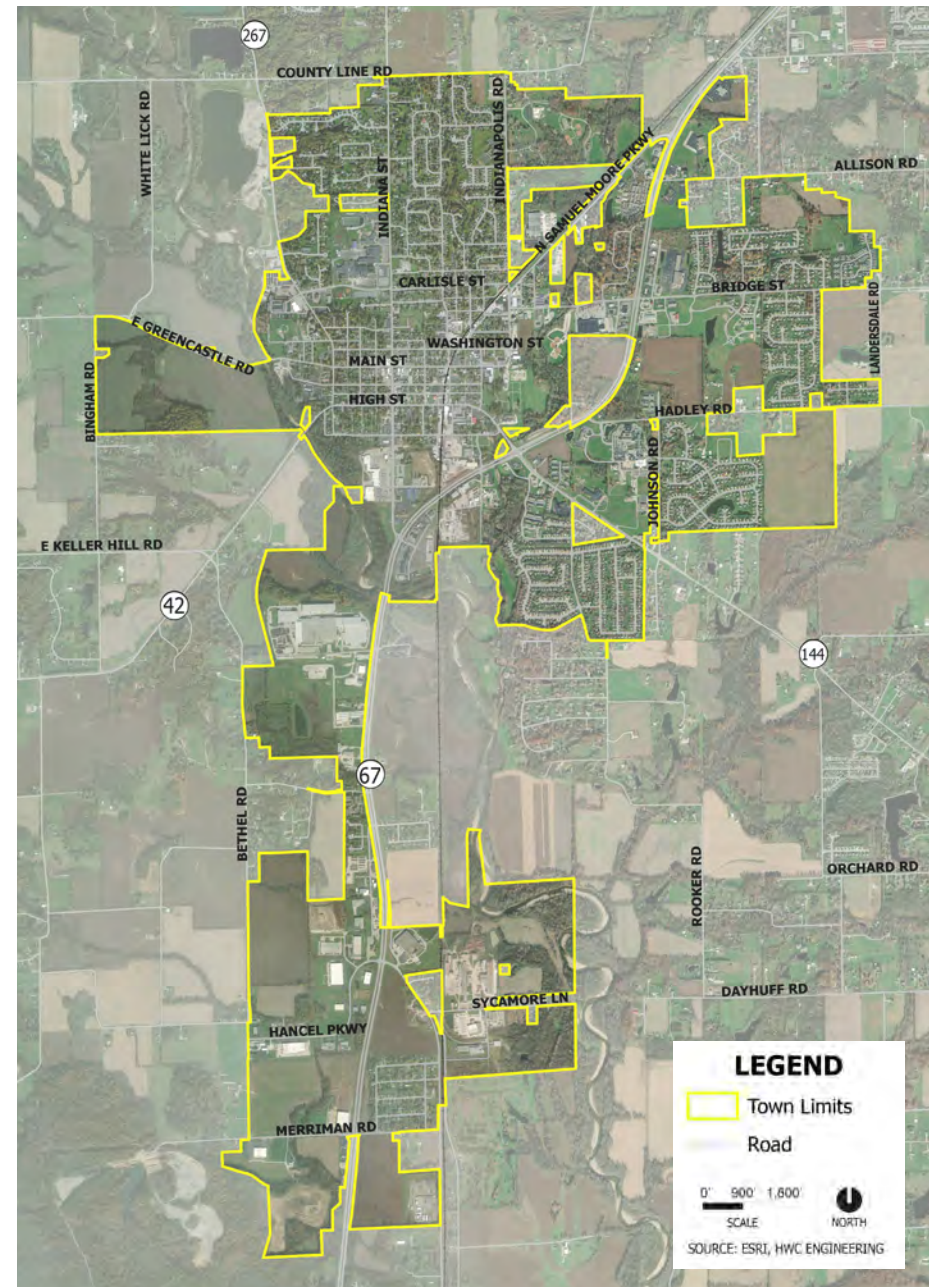 267
COUNTY LINE RD
WHITE LICK RD
INDIANA ST
INDIANAPOLIS RD
N SAMUEL MOORE PKWY
ALLISON RD
CARLISLE ST
BRIDGE ST
LANDERSDALE RD
E GREENCASTLE RD
WASHINGTON ST
MAIN ST
BINGHAM RD
HIGH ST
HADLEY RD
JOHNSON RD
E KELLER HILL RD
42
144
67
BETHEL RD
ROOKER RD
ORCHARD RD
SYCAMORE LN
DAYHUFF RD
HANCEL PKWY
MERRIMAN RD
LEGEND
Town Limits
Road
0' 900' 1,800'
SCALE
NORTH
SOURCE: ESRI, HWC ENGINEERING